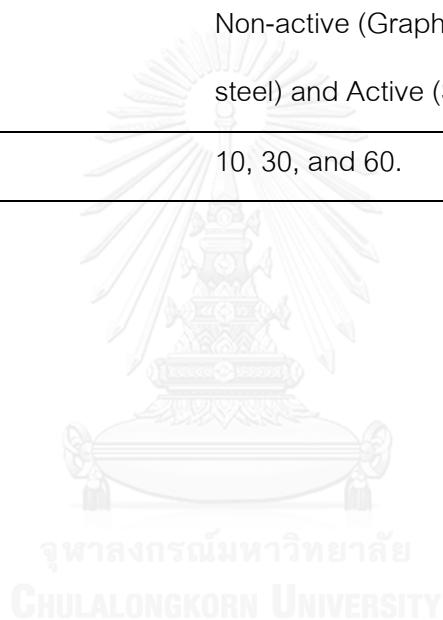 Non-active (Graph
steel) and Active (
10, 30, and 60.
จุฬาลงกรณ์มหาวิทยาลัย
CHULALONGKORN UNIVERSITY